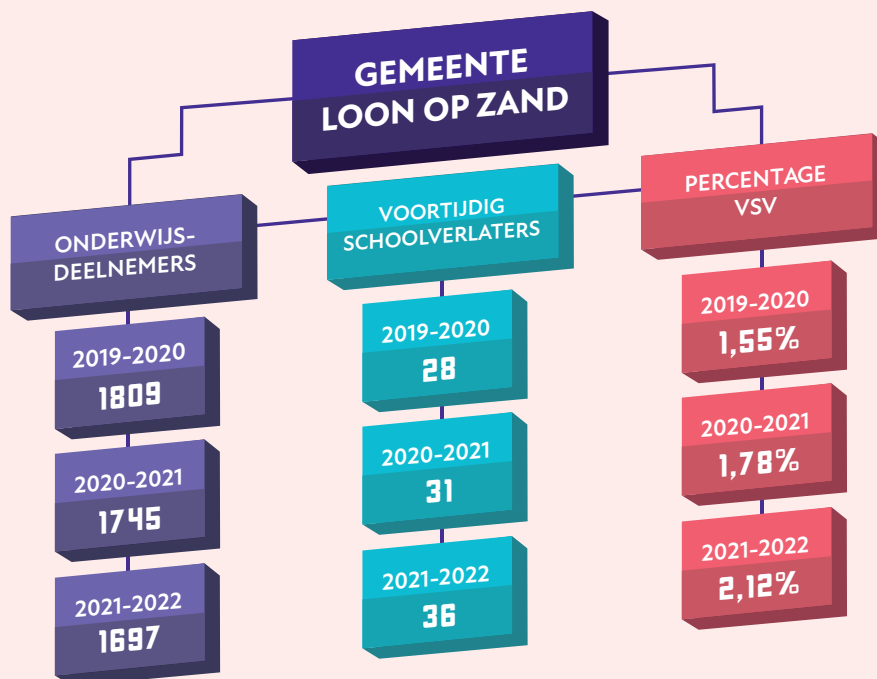 GEMEENTE
LOON OP ZAND
ONDERWIJS-
DEELNEMERS
2019-2020
1809
2020-2021
1745
2021-2022
1697
VOORTIJDIG
SCHOOLVERLATERS
2019-2020
28
2020-2021
31
2021-2022
36
PERCENTAGE
VSV
2019-2020
1,55%
2020-2021
1,78%
2021-2022
2,12%